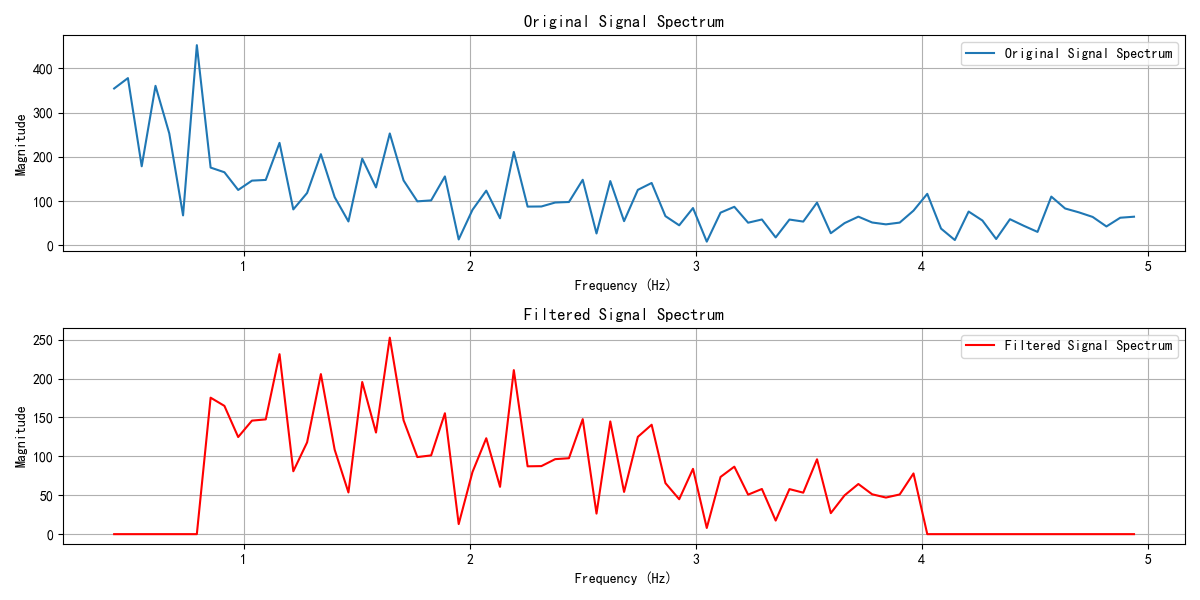 Original Signal Spectrum
Original Signal Spectrum
Magnitude
400
300
200
100
0
1
2
3
4
5
Frequency (Hz)
Filtered Signal Spectrum
Filtered Signal Spectrum
Magnitude
250
200
150
100
50
0
1
2
3
4
5
Frequency (Hz)